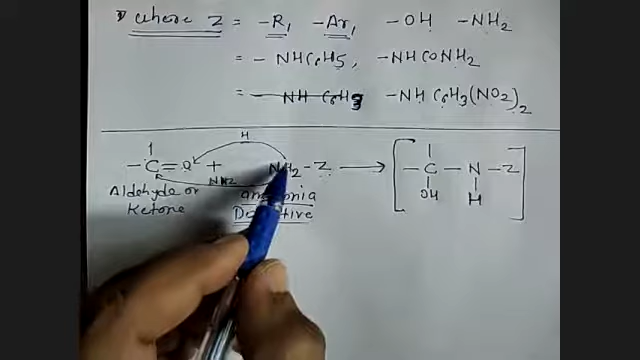 where Z = -R, -Ar, -OH -NH2
= - NHC6H5, -NHCONH2
= -NH C6H3 -NH C6H3(NO2)2
H
-C=O + NH2-Z → [-C-N-Z]
NH2
OH H
Aldehyde or ammonia
Ketone Derivative